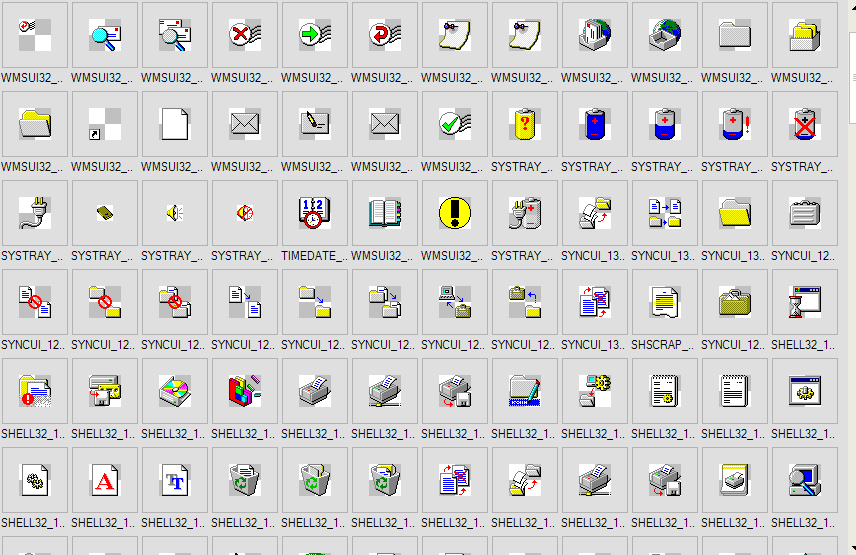 WMSUI32_.. WMSUI32_.. WMSUI32_.. WMSUI32_.. WMSUI32_.. WMSUI32_.. WMSUI32_.. WMSUI32_.. WMSUI32_.. WMSUI32_.. WMSUI32_.. WMSUI32_..
WMSUI32_.. WMSUI32_.. WMSUI32_.. WMSUI32_.. WMSUI32_.. WMSUI32_.. WMSUI32_.. SYSTRAY_.. SYSTRAY_.. SYSTRAY_.. SYSTRAY_.. SYSTRAY_..
SYSTRAY_.. SYSTRAY_.. SYSTRAY_.. SYSTRAY_.. TIMEDATE_.. WMSUI32_.. WMSUI32_.. SYSTRAY_.. SYNCUI_13.. SYNCUI_13.. SYNCUI_13.. SYNCUI_12..
SYNCUI_12.. SYNCUI_12.. SYNCUI_12.. SYNCUI_12.. SYNCUI_12.. SYNCUI_12.. SYNCUI_12.. SYNCUI_12.. SYNCUI_13.. SHSCRAP_.. SYNCUI_12.. SHELL32_1..
SHELL32_1.. SHELL32_1.. SHELL32_1.. SHELL32_1.. SHELL32_1.. SHELL32_1.. SHELL32_1.. SHELL32_1.. SHELL32_1.. SHELL32_1.. SHELL32_1.. SHELL32_1..
SHELL32_1.. SHELL32_1.. SHELL32_1.. SHELL32_1.. SHELL32_1.. SHELL32_1.. SHELL32_1.. SHELL32_1.. SHELL32_1.. SHELL32_1.. SHELL32_1.. SHELL32_1..